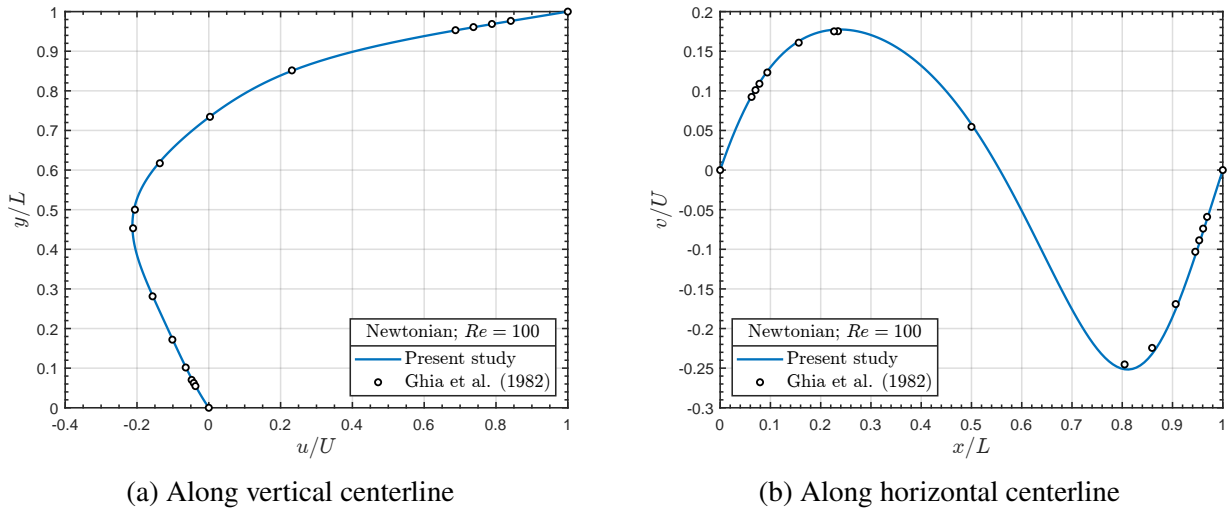 1
0.9
0.8
0.7
0.6
0.5
0.4
0.3
0.2
0.1
0
y/L
-0.4 -0.2 0 0.2 0.4 0.6 0.8 1
u/U
Newtonian; Re = 100
Present study
Ghia et al. (1982)
(a) Along vertical centerline
0.2
0.15
0.1
0.05
0
-0.05
-0.1
-0.15
-0.2
-0.25
-0.3
v/U
0 0.1 0.2 0.3 0.4 0.5 0.6 0.7 0.8 0.9 1
x/L
Newtonian; Re = 100
Present study
Ghia et al. (1982)
(b) Along horizontal centerline